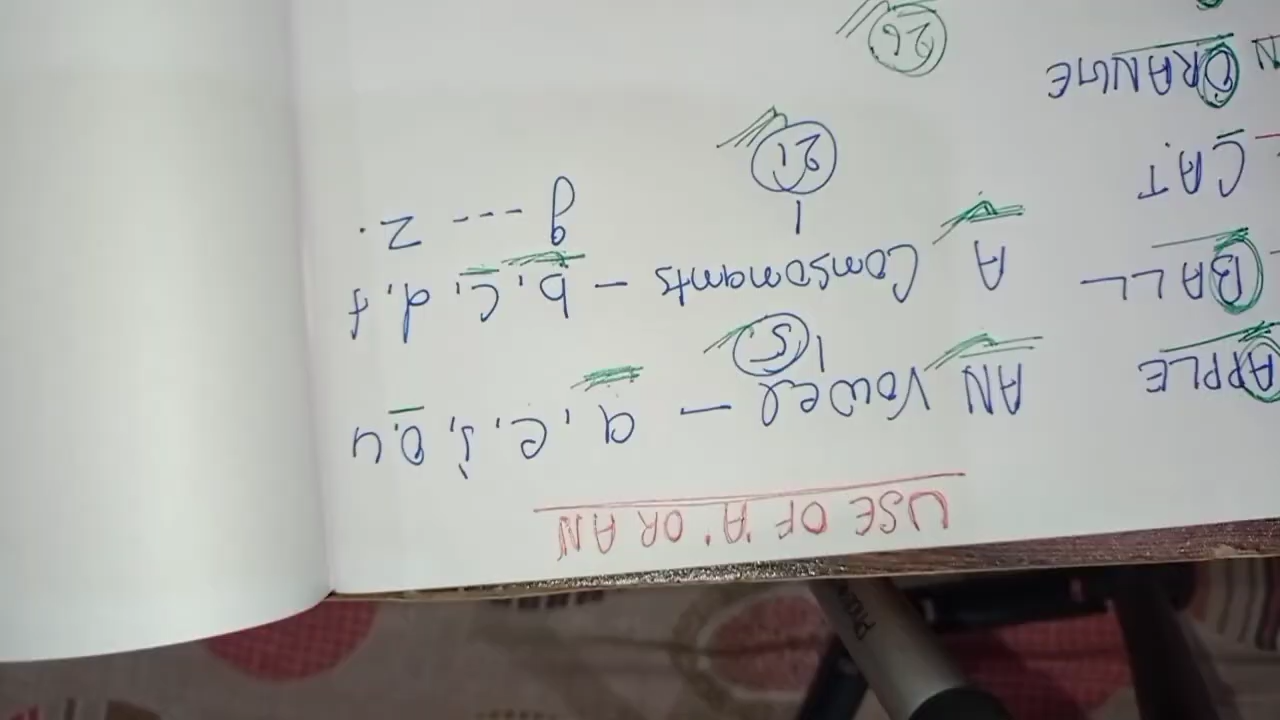 USE OF 'A' OR AN
AN Vowel – a, e, i, o, u
5
A Consonants – b, c, d, f
g --- z.
21
26
APPLE
BALL
CAT
N ORANGE